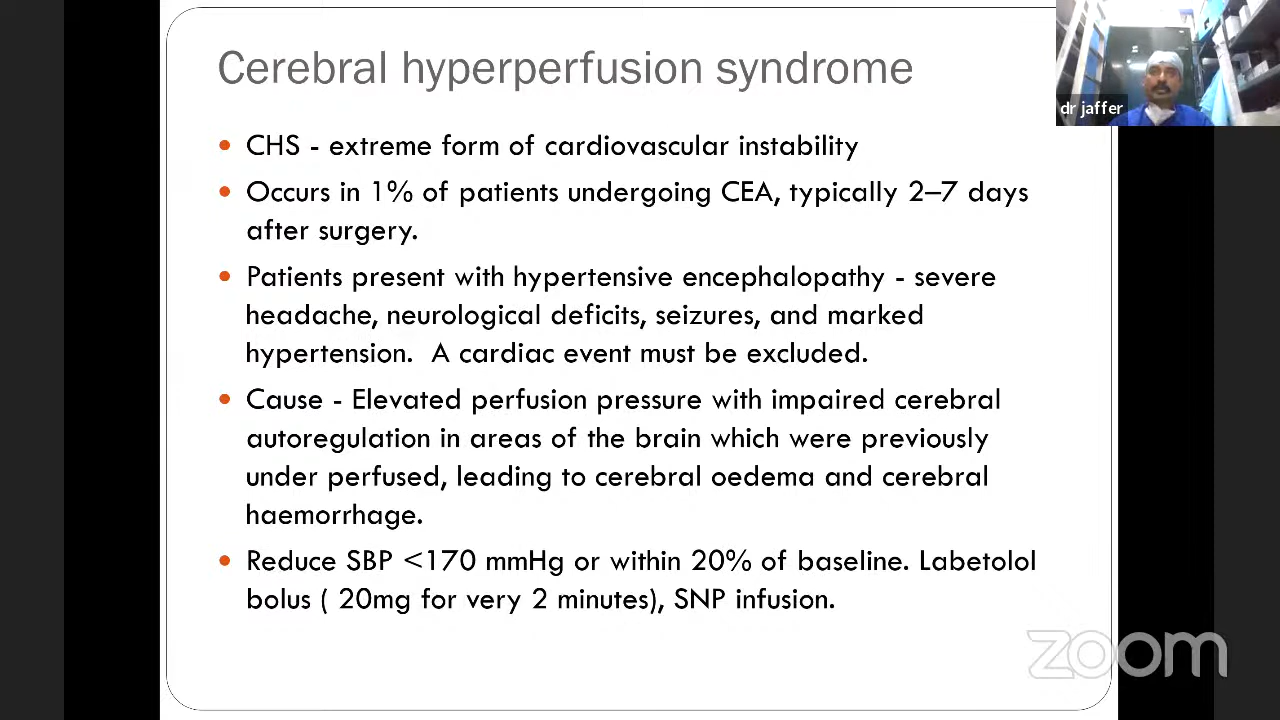 Cerebral hyperperfusion syndrome
dr jaffer
• CHS - extreme form of cardiovascular instability
• Occurs in 1% of patients undergoing CEA, typically 2–7 days
after surgery.
• Patients present with hypertensive encephalopathy - severe
headache, neurological deficits, seizures, and marked
hypertension.  A cardiac event must be excluded.
• Cause - Elevated perfusion pressure with impaired cerebral
autoregulation in areas of the brain which were previously
under perfused, leading to cerebral oedema and cerebral
haemorrhage.
• Reduce SBP <170 mmHg or within 20% of baseline. Labetolol
bolus ( 20mg for very 2 minutes), SNP infusion.
zoom